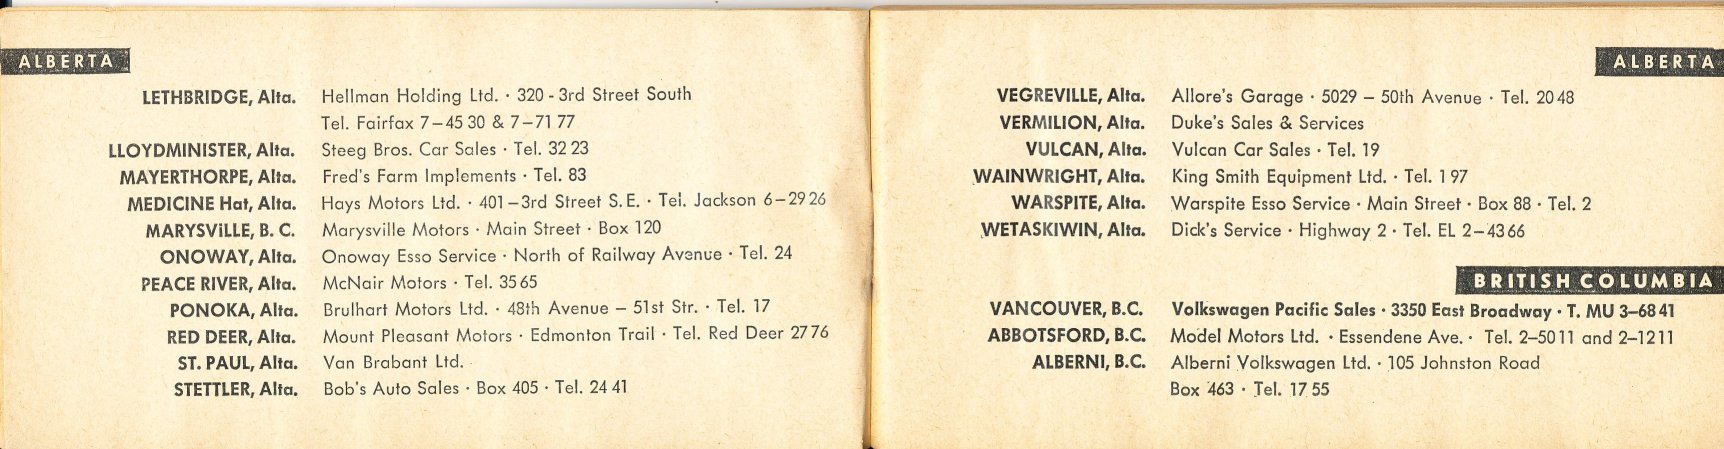 ALBERTA
LETHBRIDGE, Alta. Hellman Holding Ltd. · 320 - 3rd Street South
Tel. Fairfax 7–45 30 & 7–71 77
LLOYDMINISTER, Alta. Steeg Bros. Car Sales · Tel. 32 23
MAYERTHORPE, Alta. Fred's Farm Implements · Tel. 83
MEDICINE Hat, Alta. Hays Motors Ltd. · 401–3rd Street S. E. · Tel. Jackson 6–29 26
MARYSVILLE, B. C. Marysville Motors · Main Street · Box 120
ONOWAY, Alta. Onoway Esso Service · North of Railway Avenue · Tel. 24
PEACE RIVER, Alta. McNair Motors · Tel. 35 65
PONOKA, Alta. Brulhart Motors Ltd. · 48th Avenue – 51st Str. · Tel. 17
RED DEER, Alta. Mount Pleasant Motors · Edmonton Trail · Tel. Red Deer 27 76
ST. PAUL, Alta. Van Brabant Ltd.
STETTLER, Alta. Bob's Auto Sales · Box 405 · Tel. 24 41
ALBERTA
VEGREVILLE, Alta. Allore's Garage · 5029 – 50th Avenue · Tel. 20 48
VERMILION, Alta. Duke's Sales & Services
VULCAN, Alta. Vulcan Car Sales · Tel. 19
WAINWRIGHT, Alta. King Smith Equipment Ltd. · Tel. 1 97
WARSPITE, Alta. Warspite Esso Service · Main Street · Box 88 · Tel. 2
WETASKIWIN, Alta. Dick's Service · Highway 2 · Tel. EL 2–43 66
BRITISH COLUMBIA
VANCOUVER, B.C. Volkswagen Pacific Sales · 3350 East Broadway · T. MU 3–68 41
ABBOTSFORD, B.C. Model Motors Ltd. · Essendene Ave. · Tel. 2–50 11 and 2–12 11
ALBERNI, B.C. Alberni Volkswagen Ltd. · 105 Johnston Road
Box 463 · Tel. 17 55